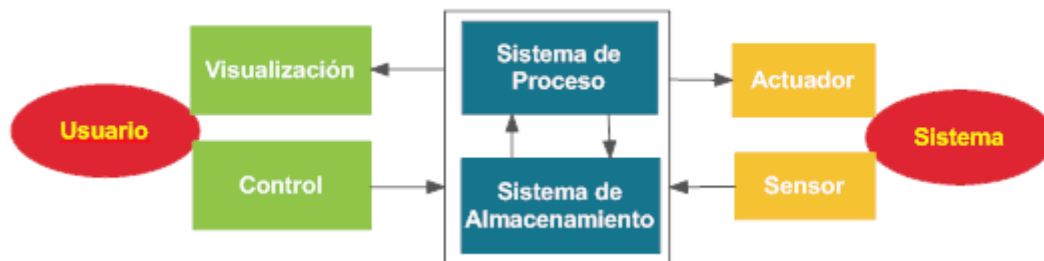 Usuario
Visualización
Control
Sistema de
Proceso
Sistema de
Almacenamiento
Actuador
Sensor
Sistema